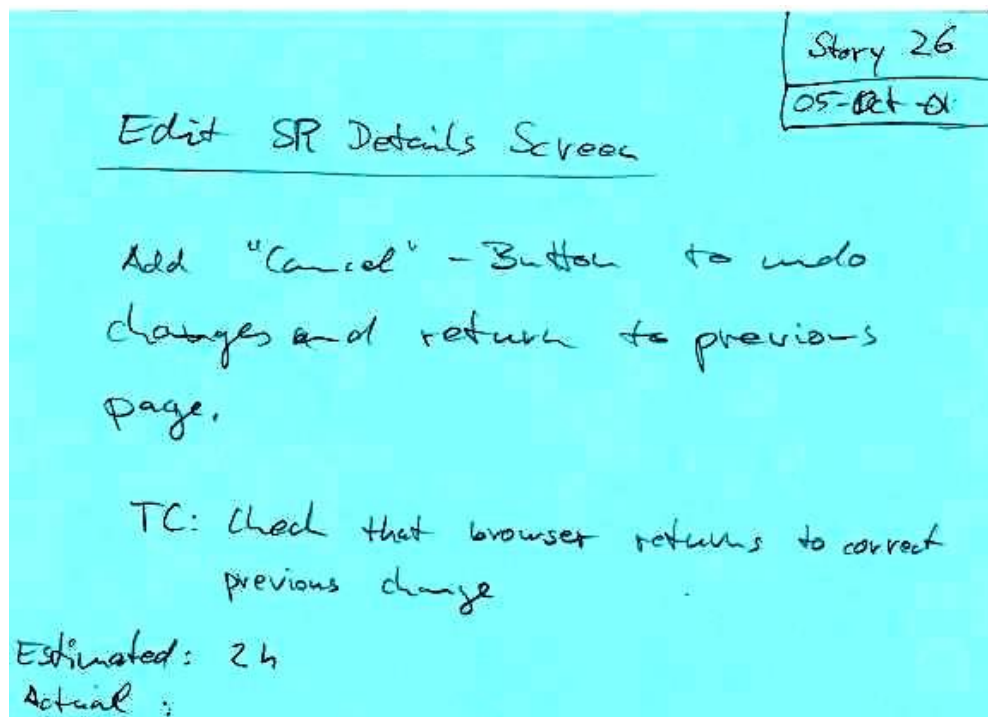 Story 26
05-Oct-01
Edit SR Details Screen
Add "Cancel" - Button to undo
changes and return to previous
page.
TC: Check that browser returns to correct
previous change
Estimated: 2h
Actual :